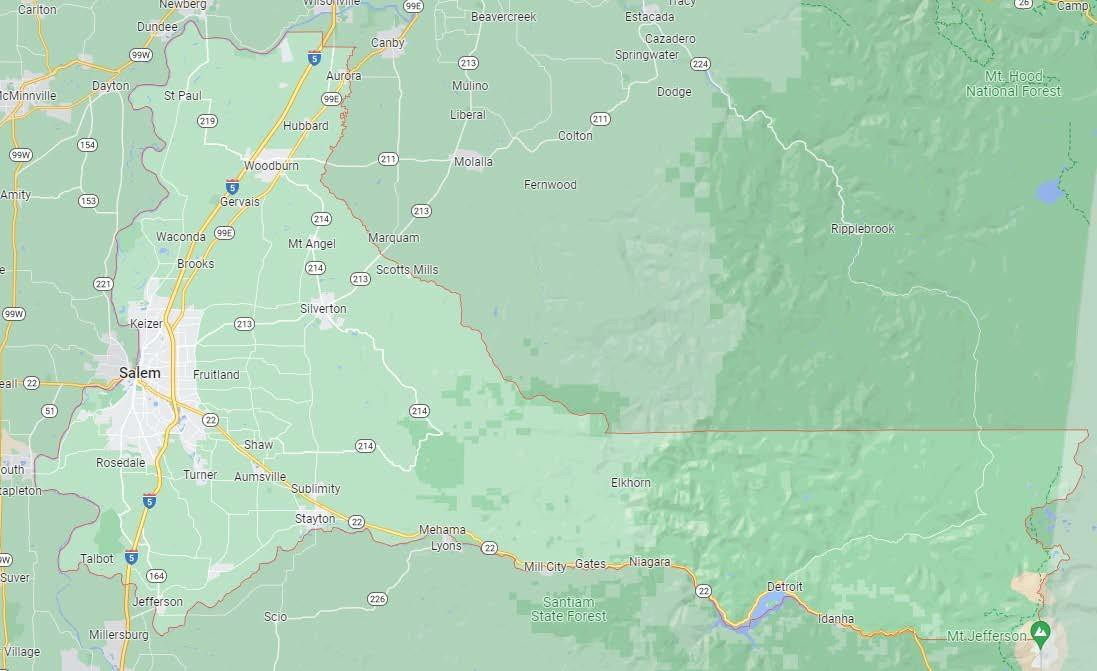 Carlton
Newberg
Wilsonville
99E
Beavercreek
Estacada
26
Camp
Dundee
99W
Canby
Cazadero
Springwater
5
213
224
Aurora
Mt. Hood
National Forest
McMinnville
Dayton
St Paul
99E
Mulino
Dodge
219
Hubbard
Liberal
211
Colton
154
99W
Woodburn
211
Molalla
Amity
153
5
Gervais
Fernwood
214
213
Waconda
99E
Mt Angel
Marquam
Ripplebrook
Brooks
214
213
Scotts Mills
221
99W
Silverton
Keizer
213
Salem
Fruitland
22
51
22
214
Shaw
214
Rosedale
Turner
Aumsville
Sublimity
Elkhorn
5
Stayton
22
Mehama
Lyons
22
Talbot
5
Mill City
Gates
Niagara
Suver
164
22
Detroit
Jefferson
226
Santiam
State Forest
Scio
Idanha
Millersburg
Mt Jefferson
Village